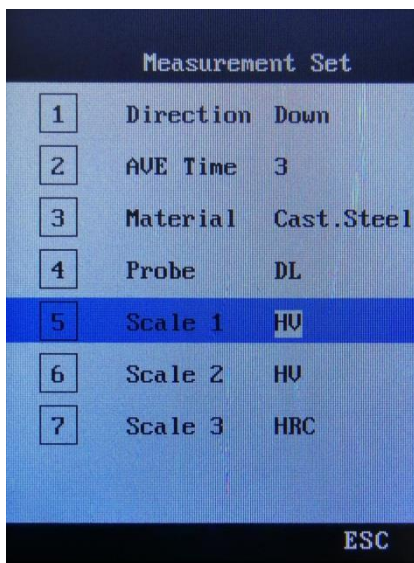 Measurement Set
1 Direction Down
2 AVE Time 3
3 Material Cast.Steel
4 Probe DL
5 Scale 1 HV
6 Scale 2 HV
7 Scale 3 HRC
ESC